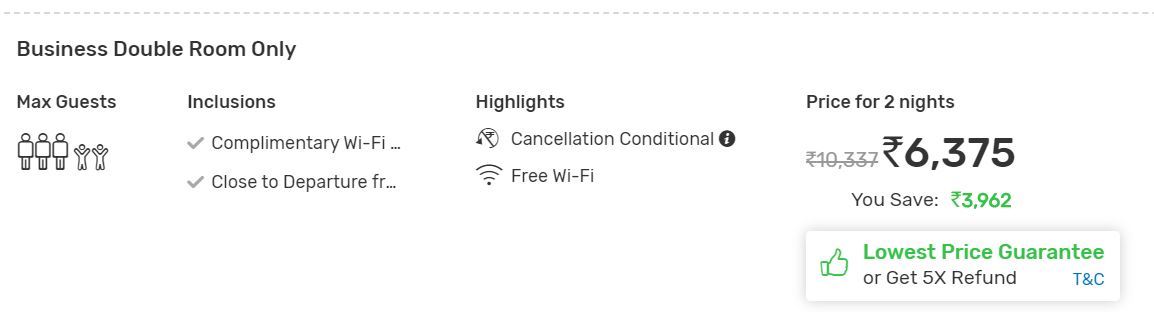 Business Double Room Only
Max Guests
Inclusions
Highlights
Price for 2 nights
Complimentary Wi-Fi ...
Close to Departure fr...
Cancellation Conditional
Free Wi-Fi
₹10,337 ₹6,375
You Save: ₹3,962
Lowest Price Guarantee
or Get 5X Refund T&C